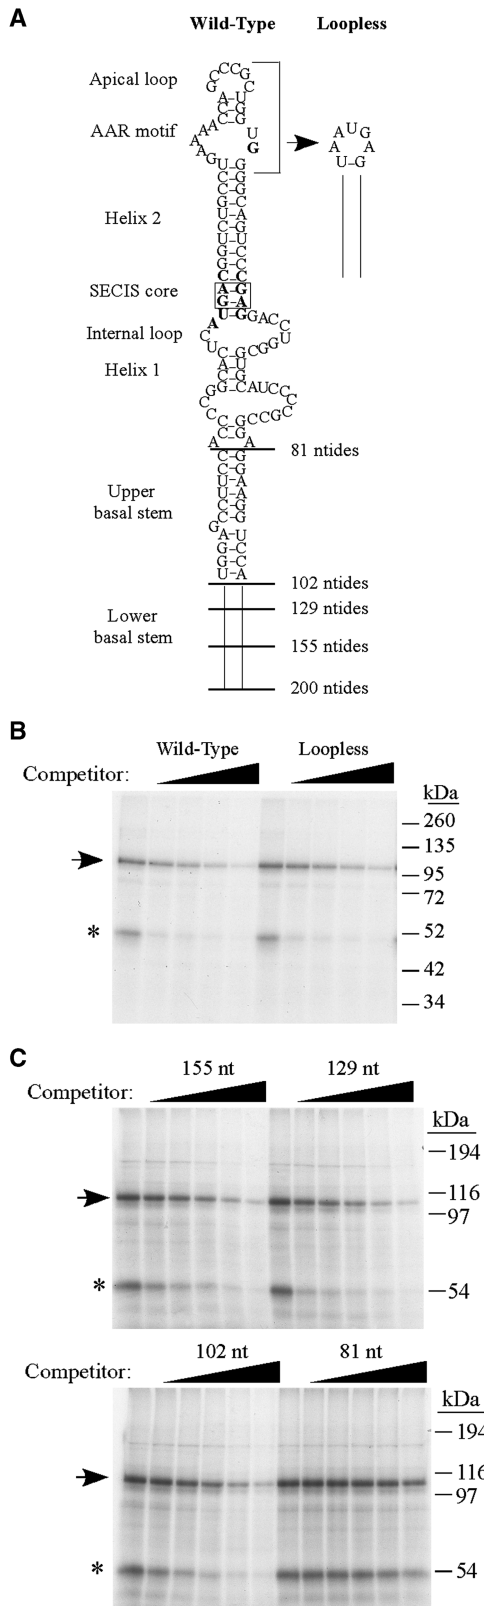 A
Wild-Type Loopless
Apical loop
AAR motif
Helix 2
SECIS core
Internal loop
Helix 1
81 ntides
Upper
basal stem
102 ntides
Lower
basal stem
129 ntides
155 ntides
200 ntides
B
Wild-Type Loopless
Competitor:
kDa
260
135
95
72
* 52
42
34
C
155 nt 129 nt
Competitor:
kDa
194
116
97
* 54
102 nt 81 nt
Competitor:
kDa
194
116
97
* 54